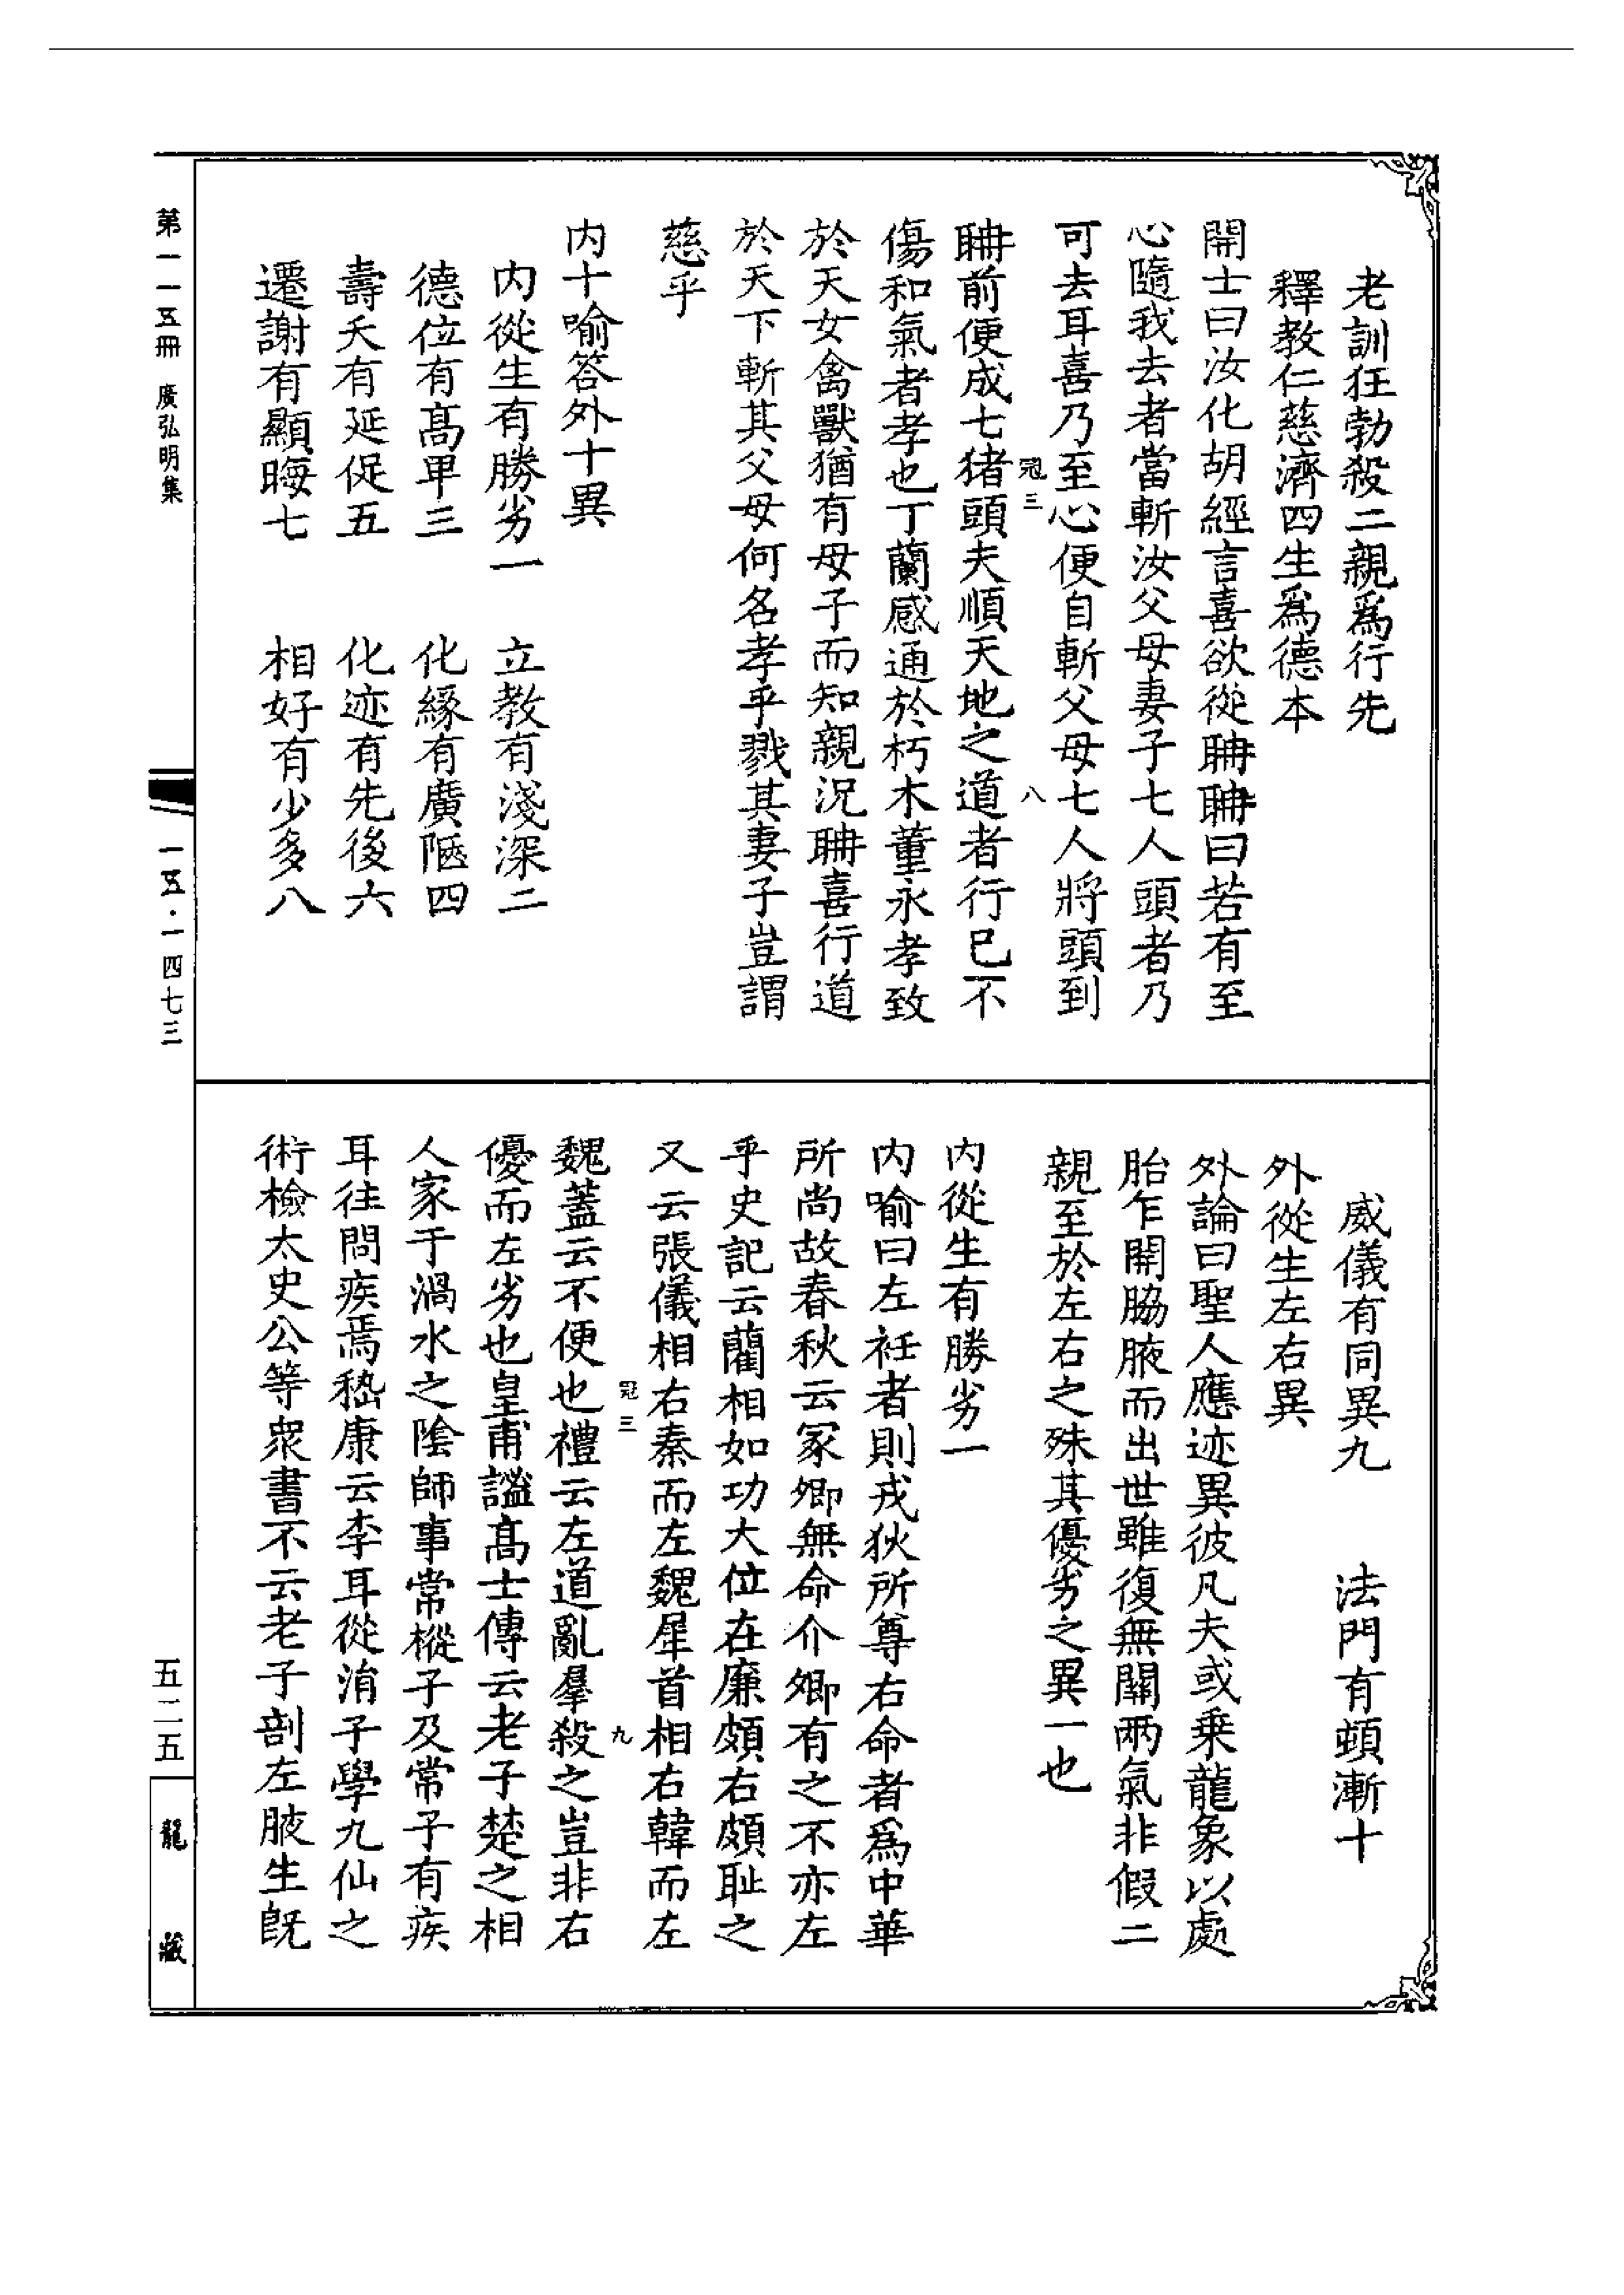 老訓狂勃殺二親爲行先
釋教仁慈濟四生爲德本
開士曰汝化胡經言喜欲從聃聃曰若有至
心隨我去者當斬汝父母妻子七人頭者乃
可去耳喜乃至心便自斬父母七人將頭到
冠三 八
聃前便成七猪頭夫順天地之道者行已不
傷和氣者孝也丁蘭感通於朽木董永孝致
於天女禽獸猶有母子而知親況聃喜行道
於天下斬其父母何名孝乎戮其妻子豈謂
慈乎
内十喻答外十異
内從生有勝劣一 立教有淺深二
德位有高卑三 化緣有廣陿四
壽夭有延促五 化迹有先後六
遷謝有顯晦七 相好有少多八
威儀有同異九 法門有頓漸十
外從生左右異
外論曰聖人應迹異彼凡夫或乗龍象以處
胎乍開脇腋而出世雖復無關兩氣非假二
親至於左右之殊其優劣之異一也
内從生有勝劣一
内喻曰左衽者則戎狄所尊右命者爲中華
所尚故春秋云冢卿無命介卿有之不亦左
乎史記云藺相如功大位在廉頗右頗耻之
又云張儀相右秦而左魏犀首相右韓而左
冠三 九
魏蓋云不便也禮云左道亂羣殺之豈非右
優而左劣也皇甫謐高士傳云老子楚之相
人家于渦水之陰師事常樅子及常子有疾
耳往問疾焉嵇康云李耳從涓子學九仙之
術檢太史公等衆書不云老子剖左腋生旣
第一一五冊 廣弘明集
一五·一四七三
五二五
龍藏